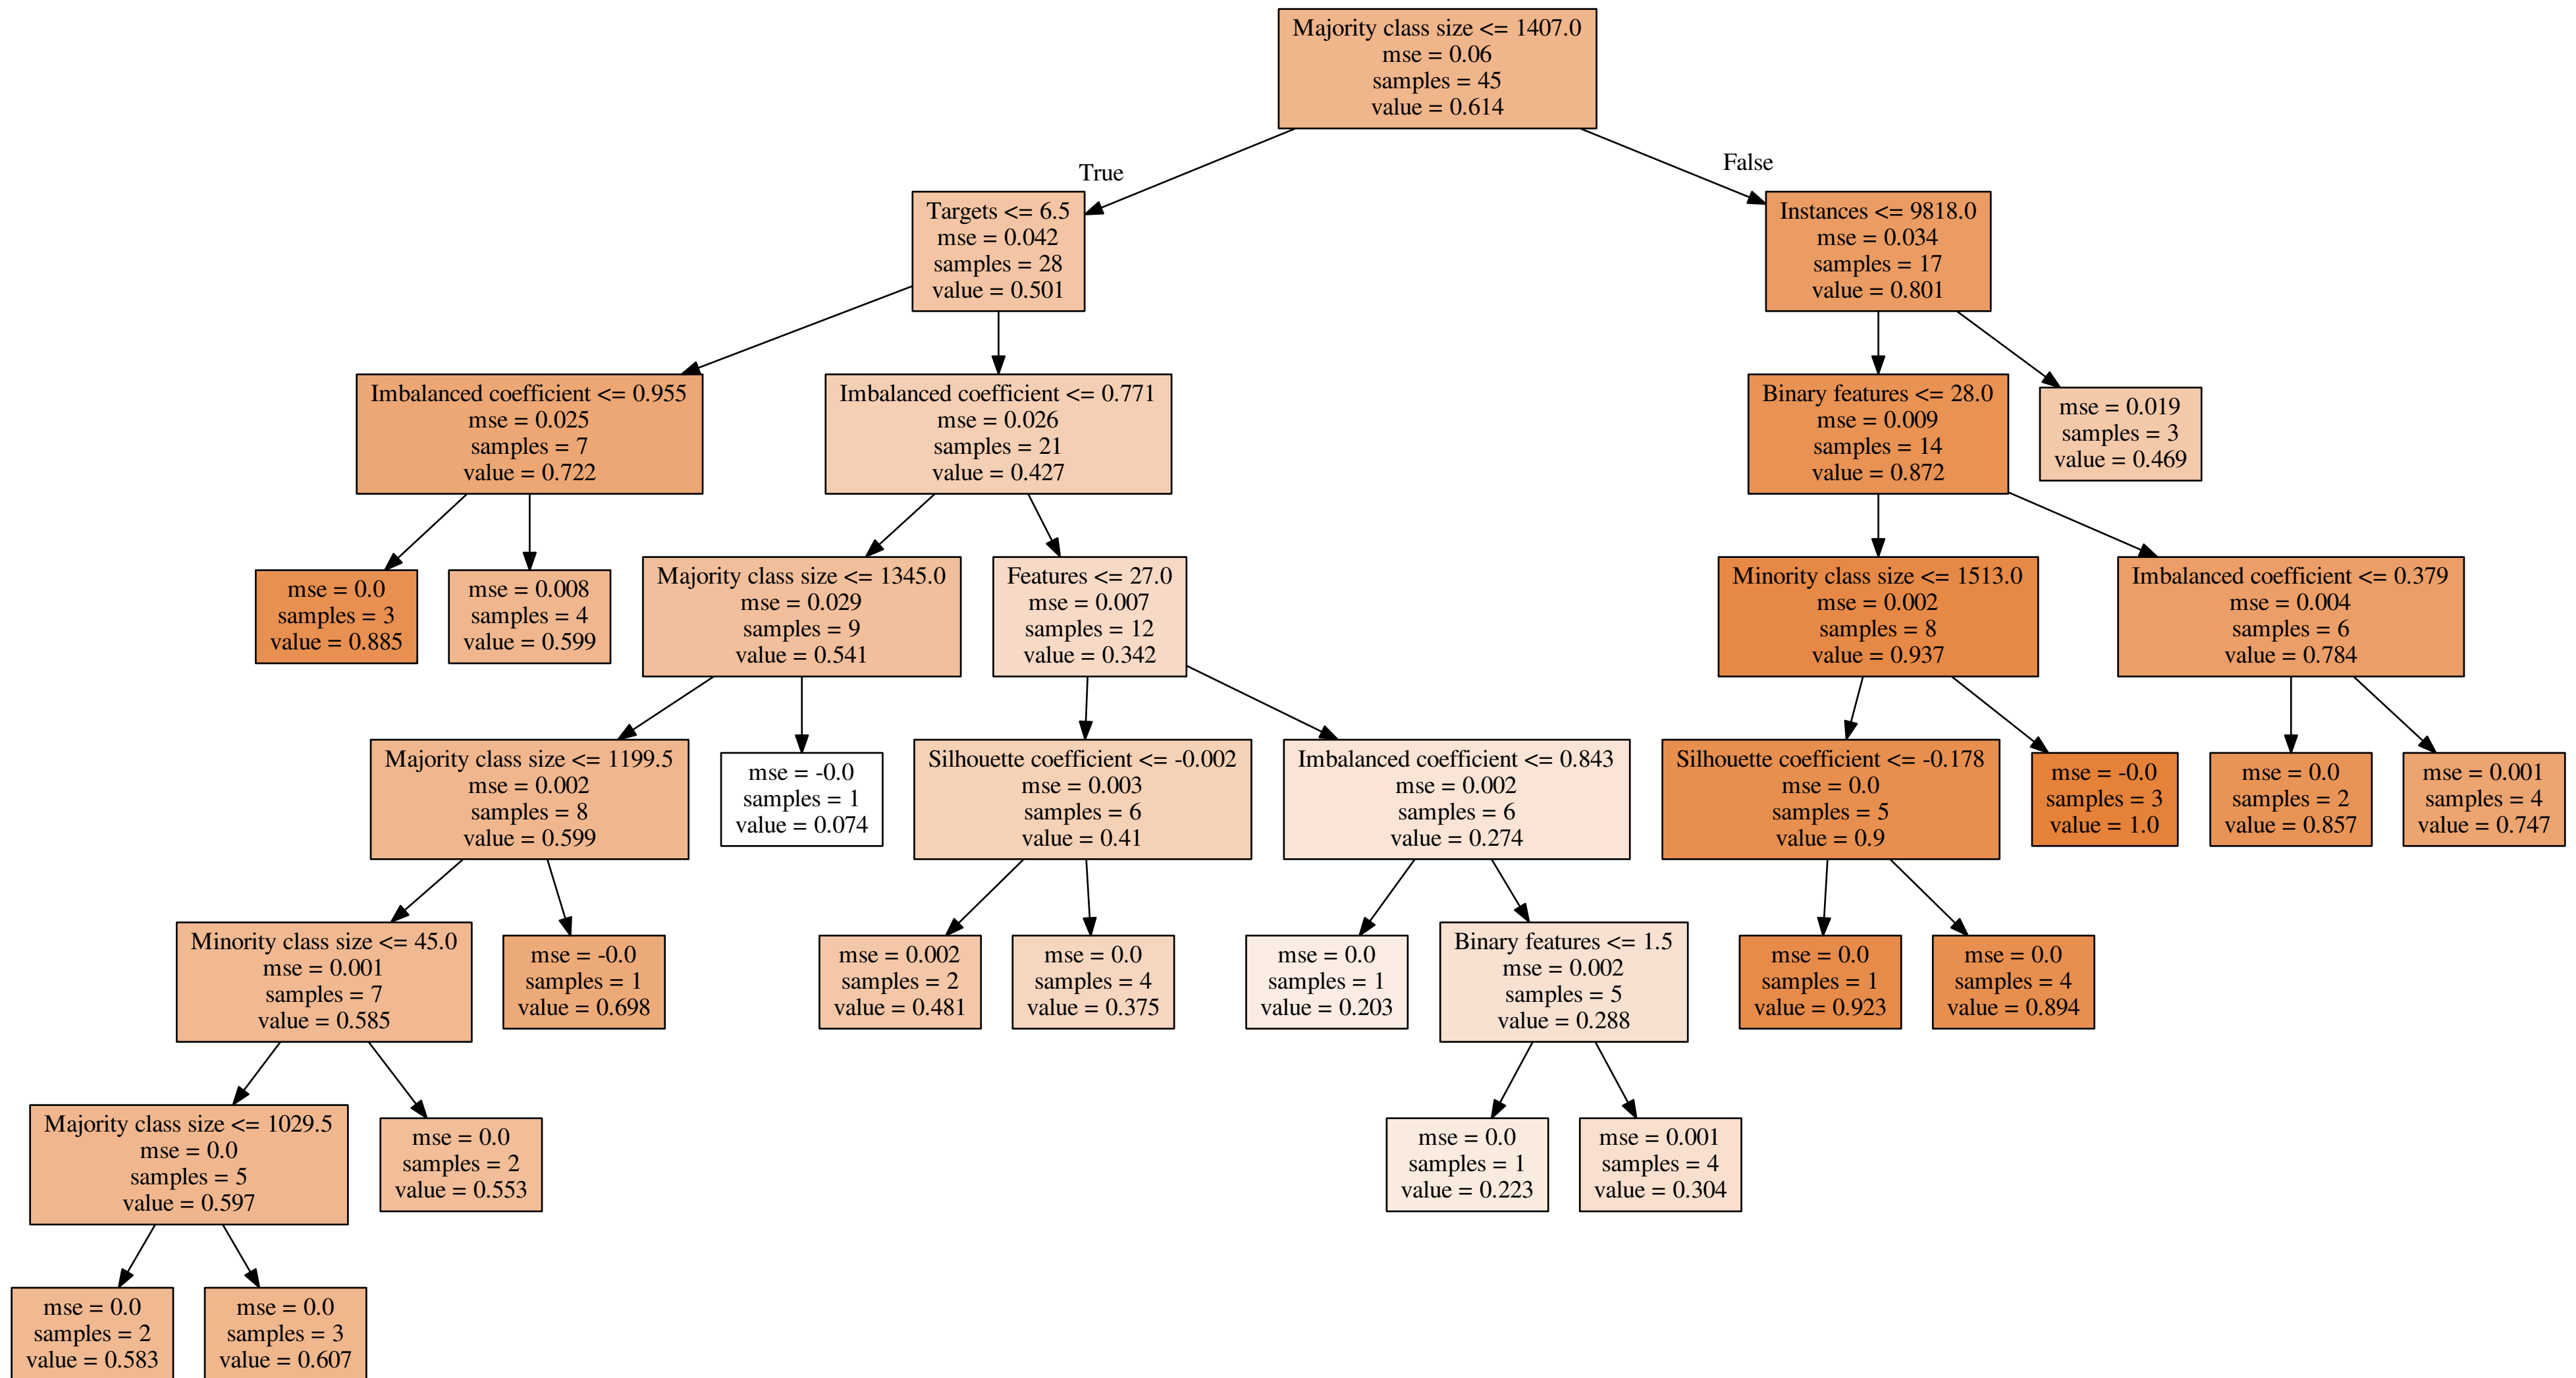 Majority class size <= 1407.0
mse = 0.06
samples = 45
value = 0.614
True
False
Targets <= 6.5
mse = 0.042
samples = 28
value = 0.501
Instances <= 9818.0
mse = 0.034
samples = 17
value = 0.801
Imbalanced coefficient <= 0.955
mse = 0.025
samples = 7
value = 0.722
Imbalanced coefficient <= 0.771
mse = 0.026
samples = 21
value = 0.427
Binary features <= 28.0
mse = 0.009
samples = 14
value = 0.872
mse = 0.019
samples = 3
value = 0.469
mse = 0.0
samples = 3
value = 0.885
mse = 0.008
samples = 4
value = 0.599
Majority class size <= 1345.0
mse = 0.029
samples = 9
value = 0.541
Features <= 27.0
mse = 0.007
samples = 12
value = 0.342
Minority class size <= 1513.0
mse = 0.002
samples = 8
value = 0.937
Imbalanced coefficient <= 0.379
mse = 0.004
samples = 6
value = 0.784
Majority class size <= 1199.5
mse = 0.002
samples = 8
value = 0.599
mse = -0.0
samples = 1
value = 0.074
Silhouette coefficient <= -0.002
mse = 0.003
samples = 6
value = 0.41
Imbalanced coefficient <= 0.843
mse = 0.002
samples = 6
value = 0.274
Silhouette coefficient <= -0.178
mse = 0.0
samples = 5
value = 0.9
mse = -0.0
samples = 3
value = 1.0
mse = 0.0
samples = 2
value = 0.857
mse = 0.001
samples = 4
value = 0.747
Minority class size <= 45.0
mse = 0.001
samples = 7
value = 0.585
mse = -0.0
samples = 1
value = 0.698
mse = 0.002
samples = 2
value = 0.481
mse = 0.0
samples = 4
value = 0.375
mse = 0.0
samples = 1
value = 0.203
Binary features <= 1.5
mse = 0.002
samples = 5
value = 0.288
mse = 0.0
samples = 1
value = 0.923
mse = 0.0
samples = 4
value = 0.894
Majority class size <= 1029.5
mse = 0.0
samples = 5
value = 0.597
mse = 0.0
samples = 2
value = 0.553
mse = 0.0
samples = 1
value = 0.223
mse = 0.001
samples = 4
value = 0.304
mse = 0.0
samples = 2
value = 0.583
mse = 0.0
samples = 3
value = 0.607